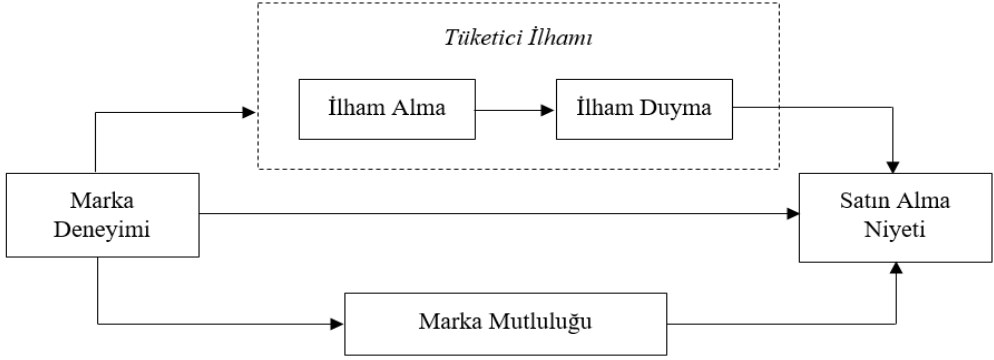 Tüketici İlhamı
İlham Alma
İlham Duyma
Marka
Deneyimi
Satın Alma
Niyeti
Marka Mutluluğu